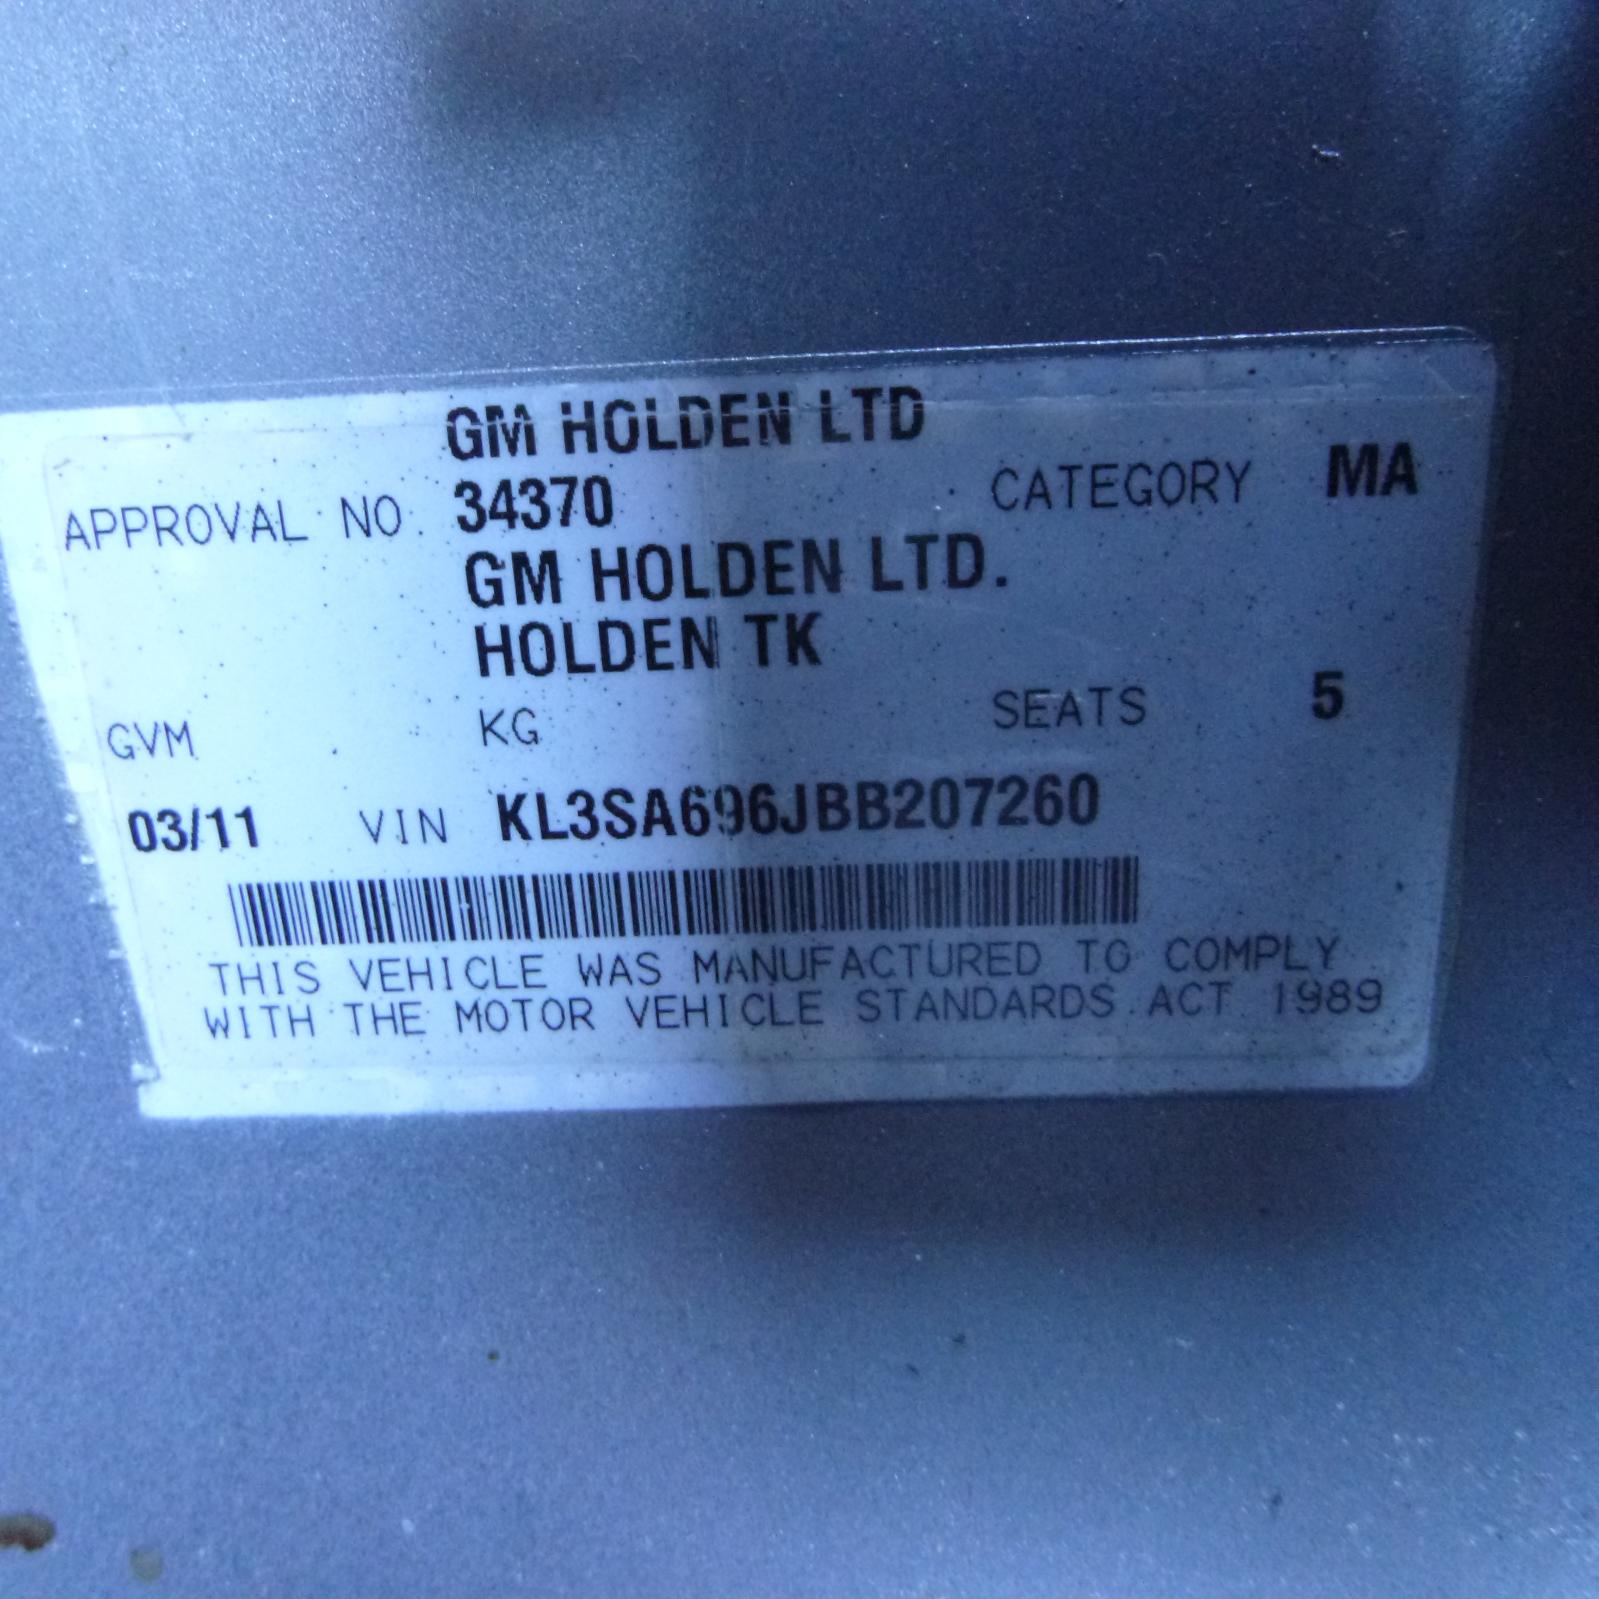 GM HOLDEN LTD
APPROVAL NO 34370 CATEGORY MA
GM HOLDEN LTD.
HOLDEN TK
GVM KG SEATS 5
03/11 VIN KL3SA696JBB207260
THIS VEHICLE WAS MANUFACTURED TO COMPLY
WITH THE MOTOR VEHICLE STANDARDS ACT 1989